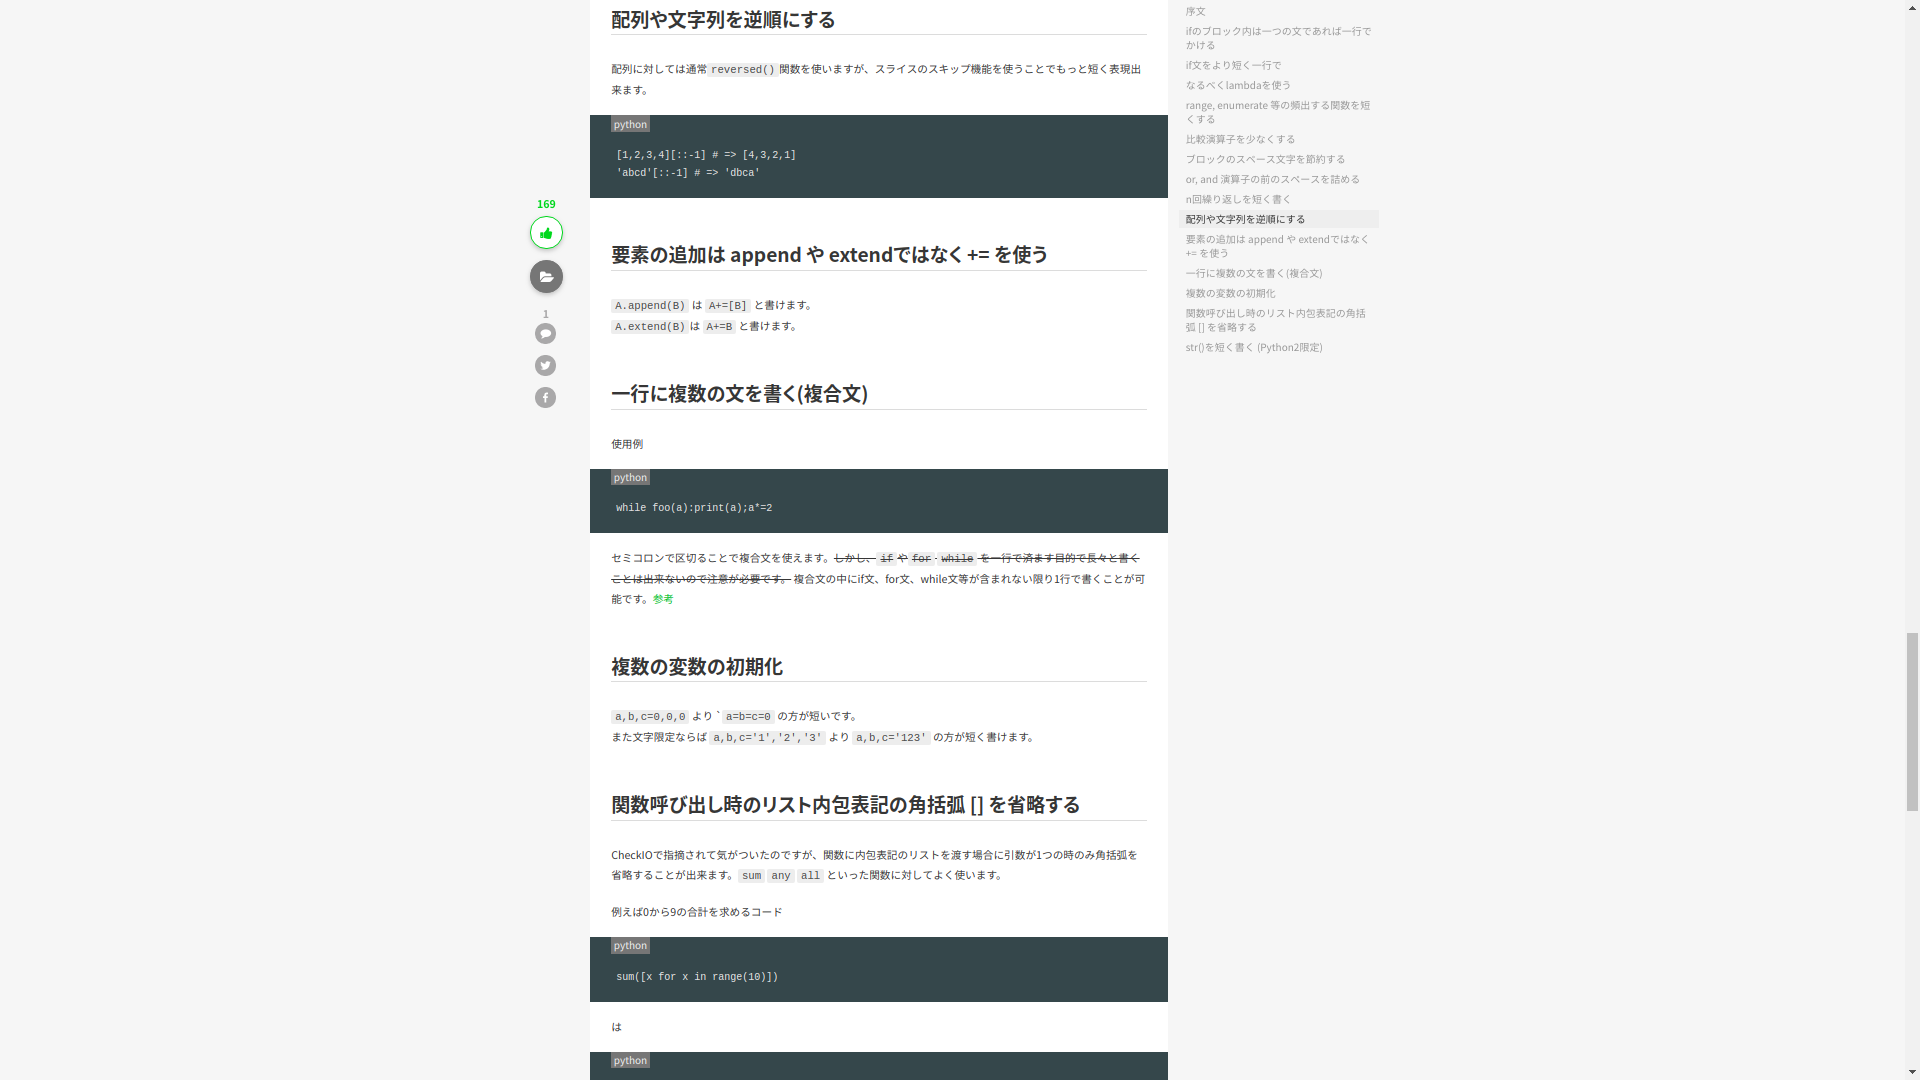 配列や文字列を逆順にする
配列に対しては通常 reversed() 関数を使いますが、スライスのスキップ機能を使うことでもっと短く表現出
来ます。
python
[1,2,3,4][::-1] # => [4,3,2,1]
'abcd'[::-1] # => 'dbca'
169
1
要素の追加は append や extendではなく += を使う
A.append(B) は A+=[B] と書けます。
A.extend(B) は A+=B と書けます。
一行に複数の文を書く(複合文)
使用例
python
while foo(a):print(a);a*=2
セミコロンで区切ることで複合文を使えます。しかし、 if や for · while を一行で済ます目的で長々と書く
ことは出来ないので注意が必要です。 複合文の中にif文、for文、while文等が含まれない限り1行で書くことが可
能です。参考
複数の変数の初期化
a,b,c=0,0,0 より ` a=b=c=0 の方が短いです。
また文字限定ならば a,b,c='1','2','3' より a,b,c='123' の方が短く書けます。
関数呼び出し時のリスト内包表記の角括弧 [] を省略する
CheckIOで指摘されて気がついたのですが、関数に内包表記のリストを渡す場合に引数が1つの時のみ角括弧を
省略することが出来ます。 sum any all といった関数に対してよく使います。
例えば0から9の合計を求めるコード
python
sum([x for x in range(10)])
は
python
序文
ifのブロック内は一つの文であれば一行で
かける
if文をより短く一行で
なるべくlambdaを使う
range, enumerate 等の頻出する関数を短
くする
比較演算子を少なくする
ブロックのスペース文字を節約する
or, and 演算子の前のスペースを詰める
n回繰り返しを短く書く
配列や文字列を逆順にする
要素の追加は append や extendではなく
+= を使う
一行に複数の文を書く(複合文)
複数の変数の初期化
関数呼び出し時のリスト内包表記の角括
弧 [] を省略する
str()を短く書く (Python2限定)